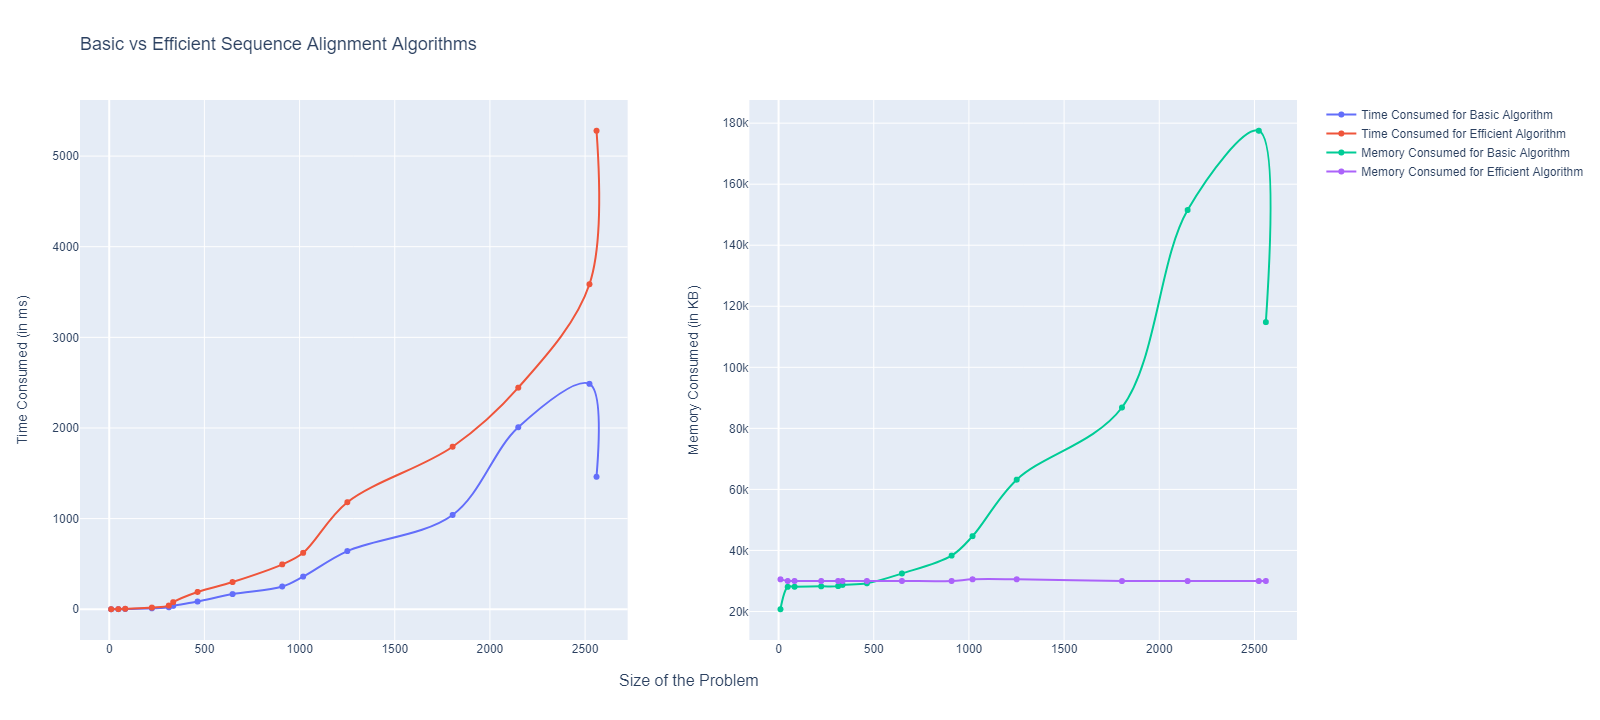 Basic vs Efficient Sequence Alignment Algorithms
Time Consumed (in ms)
5000
4000
3000
2000
1000
0
0 500 1000 1500 2000 2500
Memory Consumed (in KB)
180k
160k
140k
120k
100k
80k
60k
40k
20k
0 500 1000 1500 2000 2500
Size of the Problem
Time Consumed for Basic Algorithm
Time Consumed for Efficient Algorithm
Memory Consumed for Basic Algorithm
Memory Consumed for Efficient Algorithm